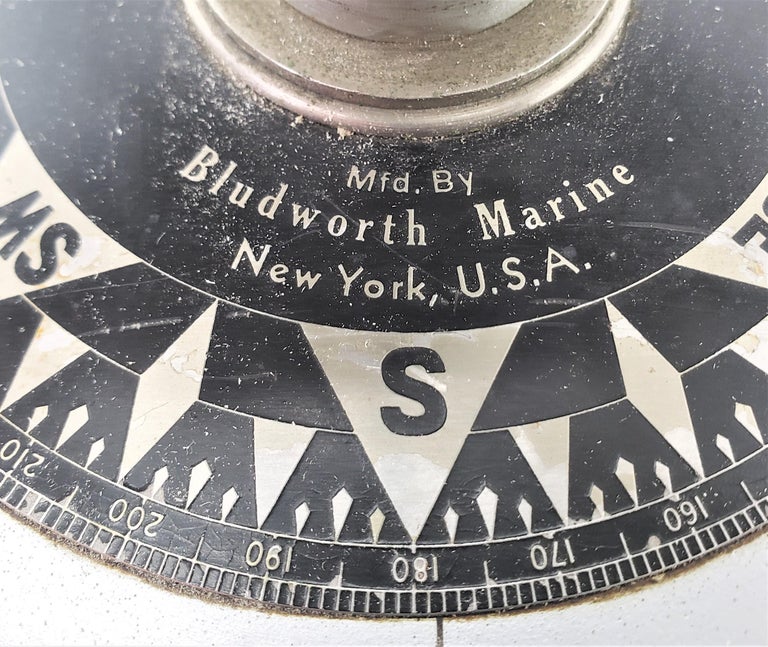 Mfd. By
Bludworth Marine
New York, U.S.A.
SW
S
210
200
190
180
170
160